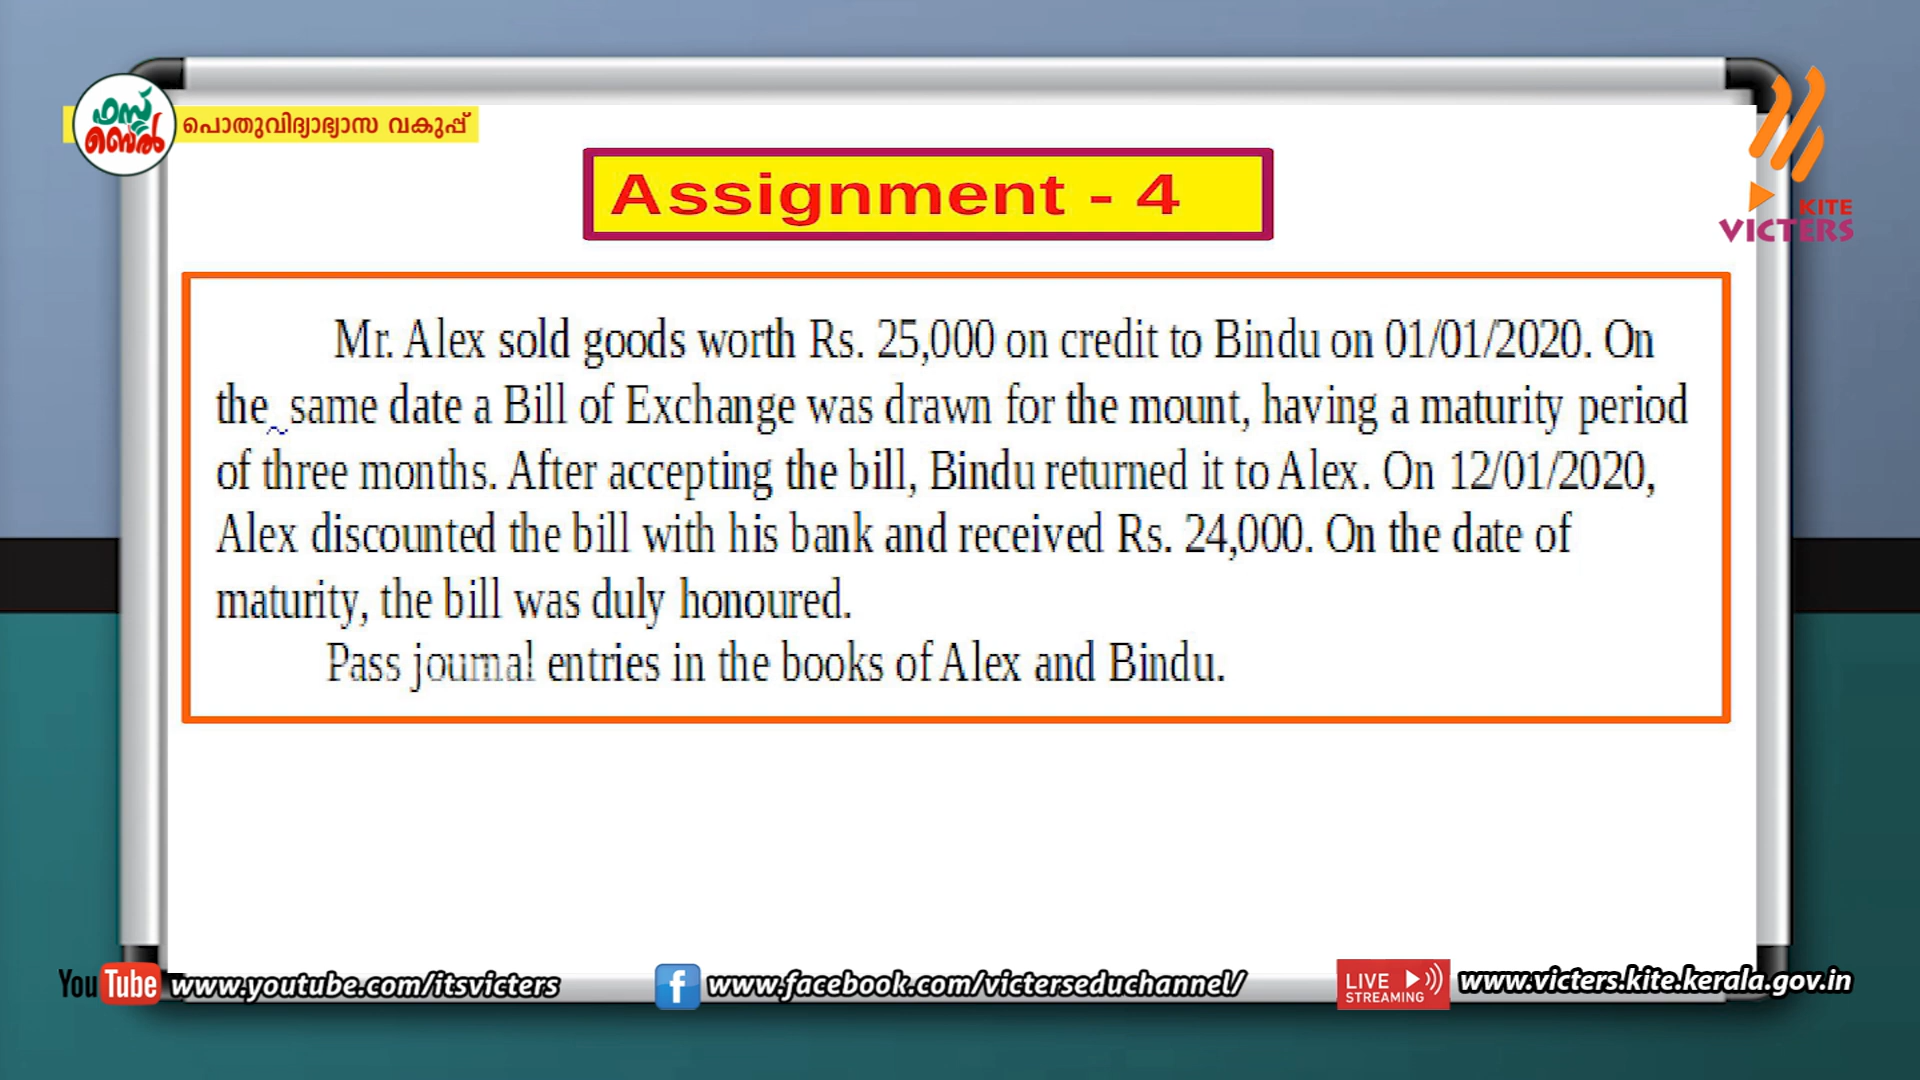 ഫസ്റ്റ്
ബെൽ
പൊതുവിദ്യാഭ്യാസ വകുപ്പ്
KITE
VICTERS
Assignment - 4
Mr. Alex sold goods worth Rs. 25,000 on credit to Bindu on 01/01/2020. On
the same date a Bill of Exchange was drawn for the mount, having a maturity period
of three months. After accepting the bill, Bindu returned it to Alex. On 12/01/2020,
Alex discounted the bill with his bank and received Rs. 24,000. On the date of
maturity, the bill was duly honoured.
Pass journal entries in the books of Alex and Bindu.
YouTube www.youtube.com/itsvicters
f www.facebook.com/victerseduchannel/
LIVE STREAMING www.victers.kite.kerala.gov.in